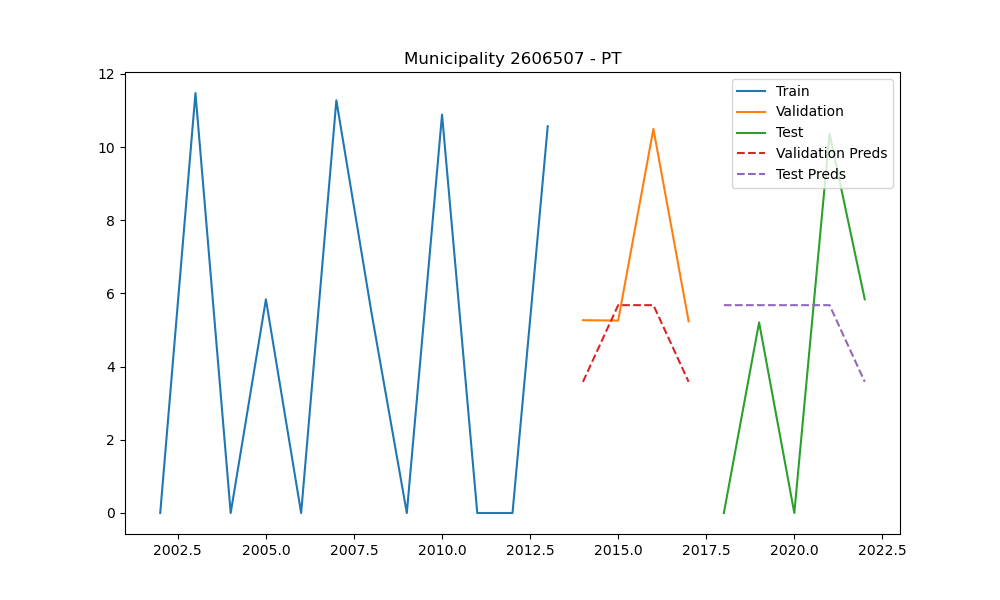 Municipality 2606507 - PT
12
10
8
6
4
2
0
Train
Validation
Test
Validation Preds
Test Preds
2002.5 2005.0 2007.5 2010.0 2012.5 2015.0 2017.5 2020.0 2022.5